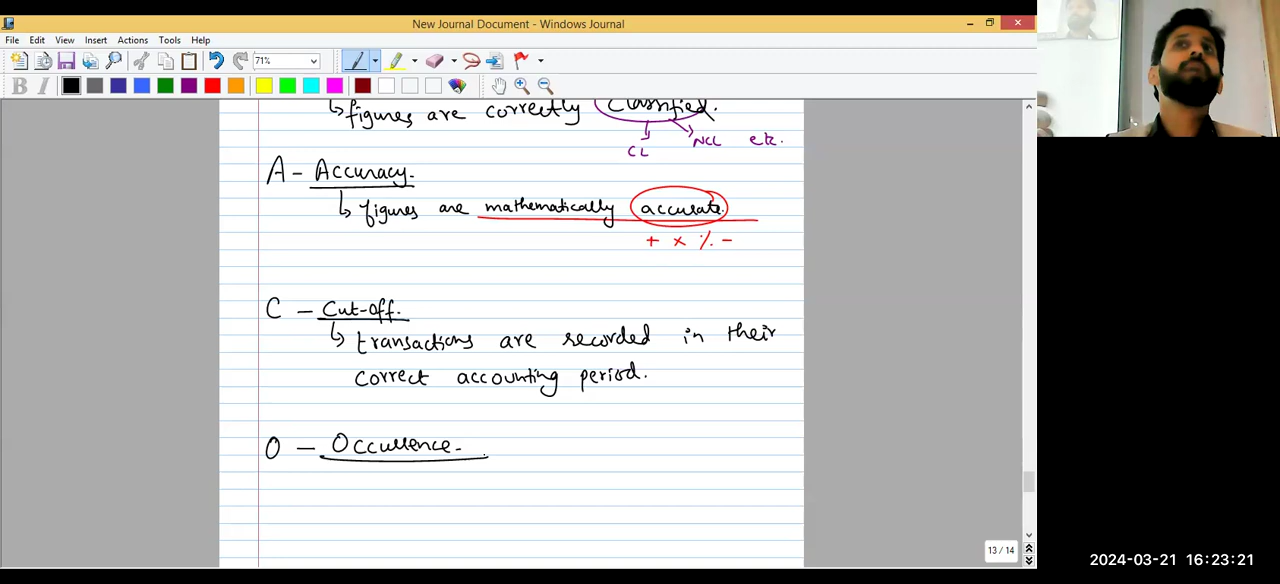 New Journal Document - Windows Journal
File Edit View Insert Actions Tools Help
71%
B I
figures are correctly Classified.
CL NCL etc.
A - Accuracy.
figures are mathematically accurate.
+ × % -
C - Cut-off.
transactions are recorded in their
correct accounting period.
O - Occurrence.
13 / 14
2024-03-21 16:23:21